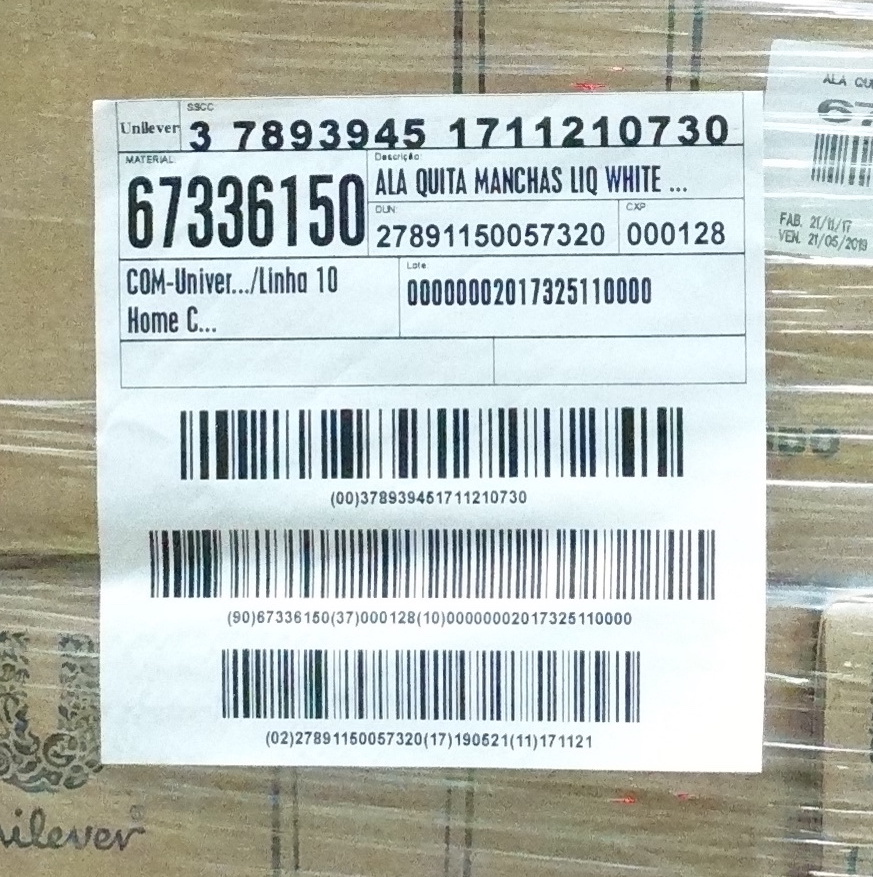 SSCC
Unilever 3 7893945 1711210730
MATERIAL
67336150
Descrição:
ALA QUITA MANCHAS LIQ WHITE ...
DUN:
27891150057320
CXP
000128
COM-Univer.../Linha 10
Home C...
Lote:
00000002017325110000
(00)378939451711210730
(90)67336150(37)000128(10)00000002017325110000
(02)27891150057320(17)190521(11)171121
ALA QUI
67
FAB. 21/11/17
VEN. 21/05/2019
nilever